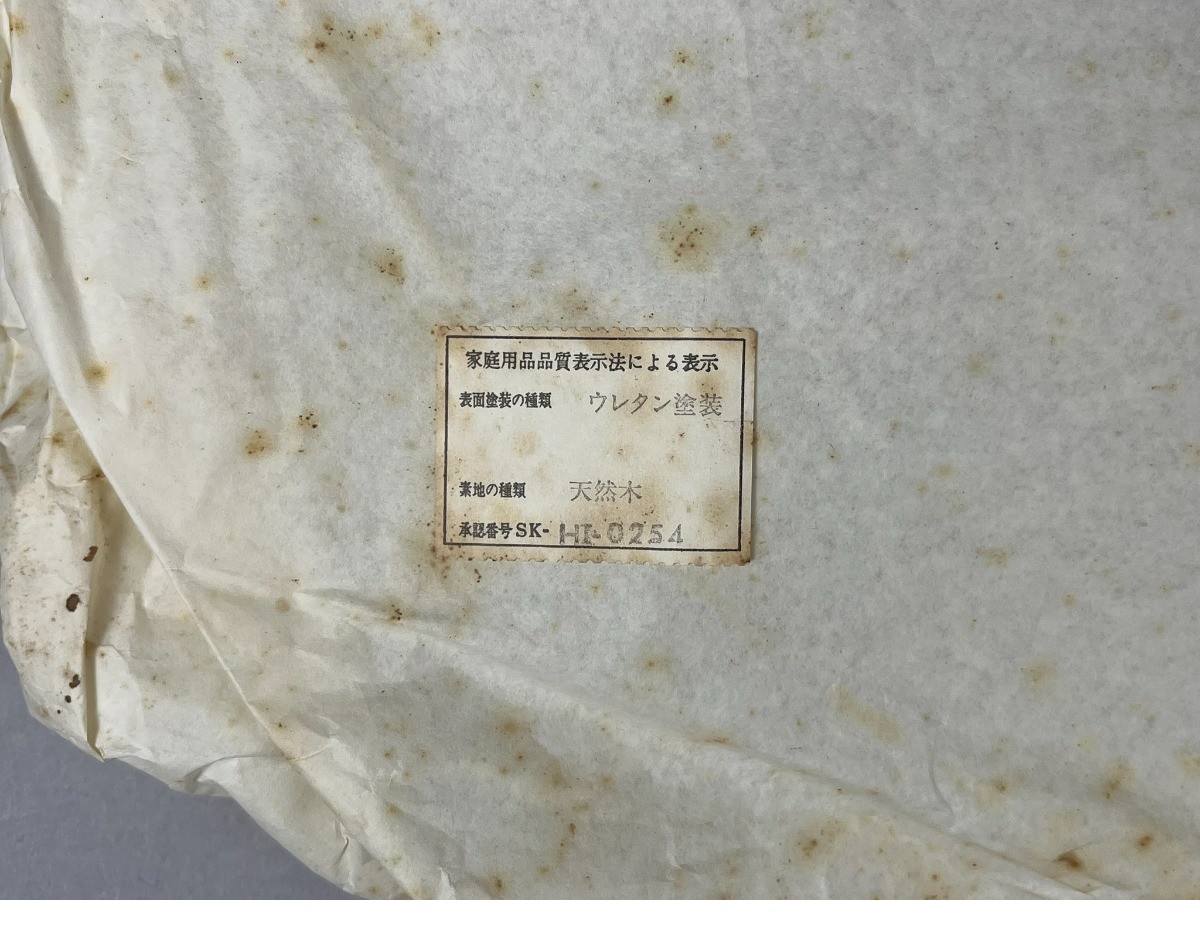 家庭用品品質表示法による表示
表面塗装の種類 ウレタン塗装
素地の種類 天然木
承認番号SK-HI-0254